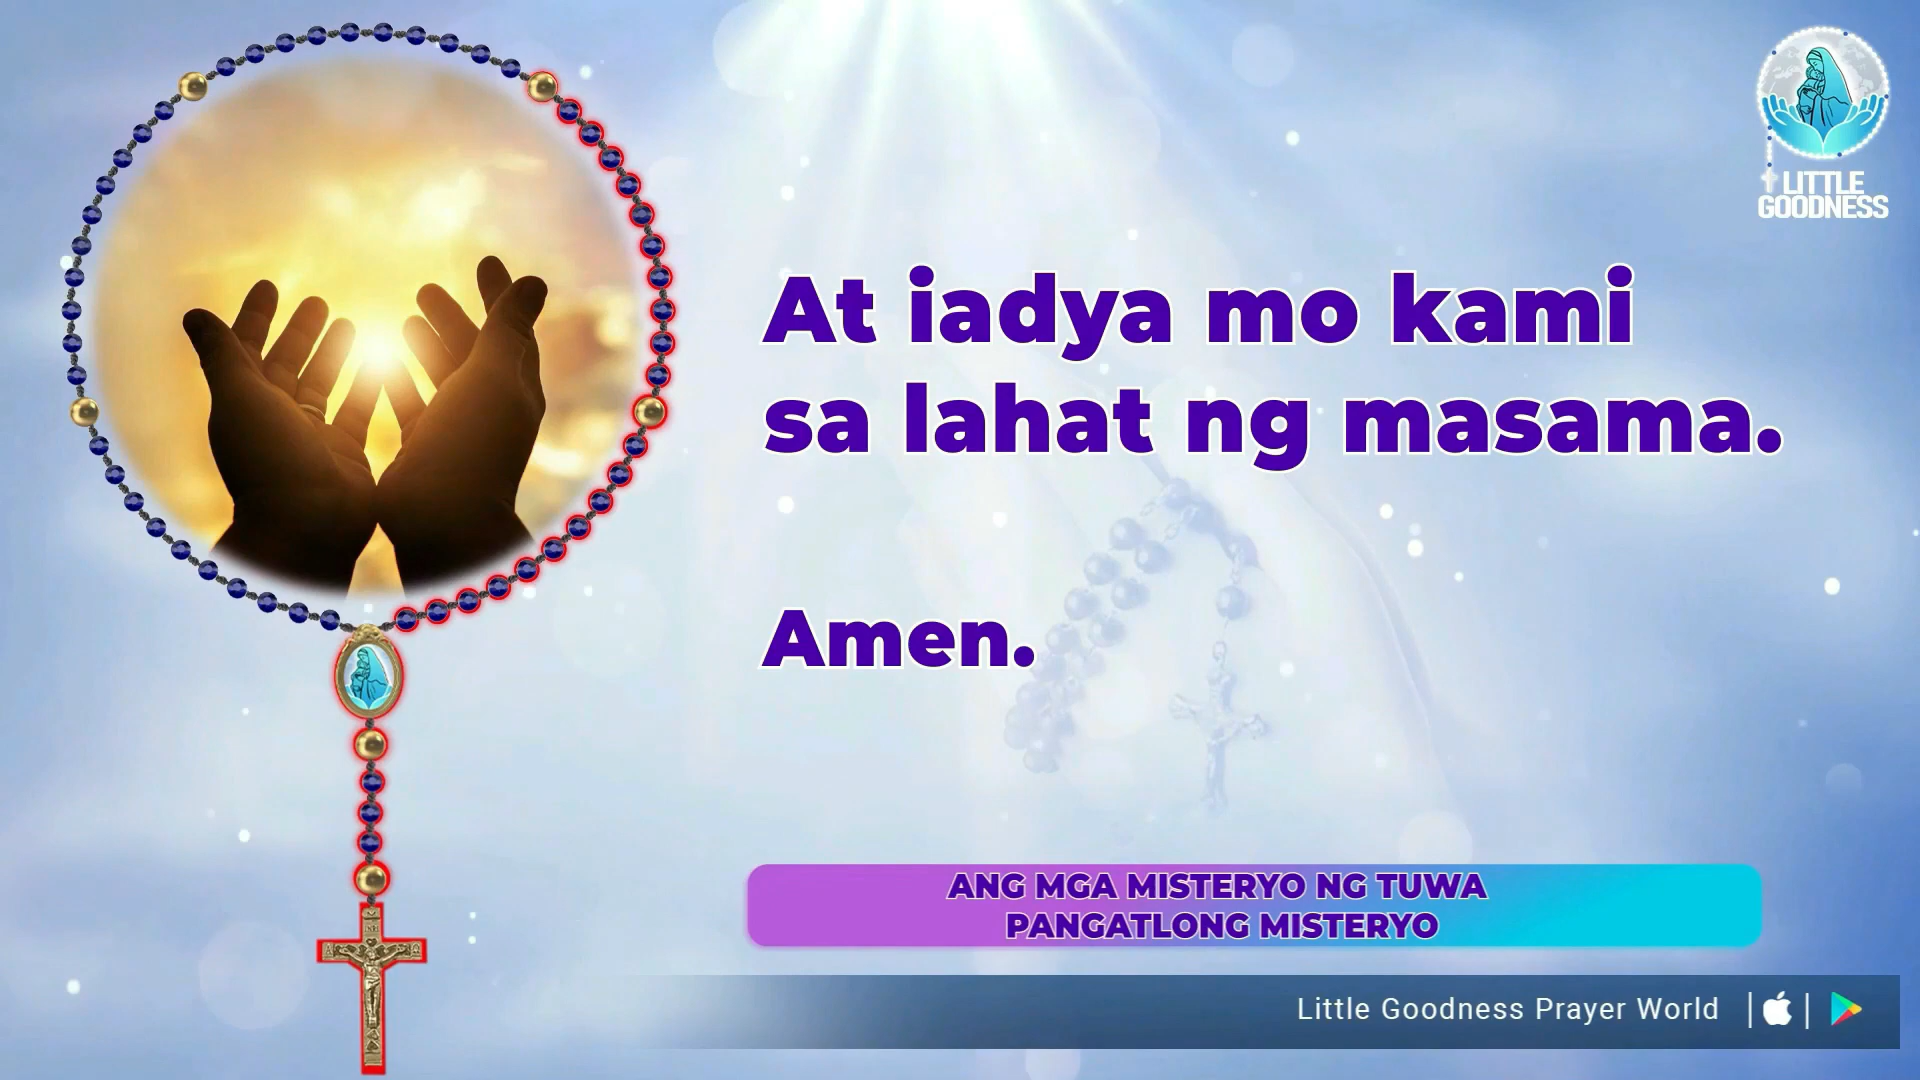 LITTLE
GOODNESS
At iadya mo kami
sa lahat ng masama.
Amen.
ANG MGA MISTERYO NG TUWA
PANGATLONG MISTERYO
Little Goodness Prayer World